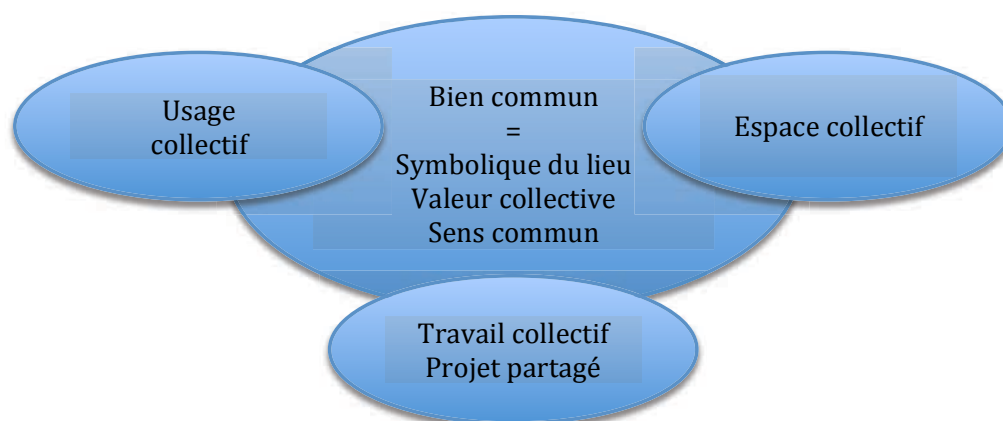 Usage
collectif
Bien commun
=
Symbolique du lieu
Valeur collective
Sens commun
Espace collectif
Travail collectif
Projet partagé